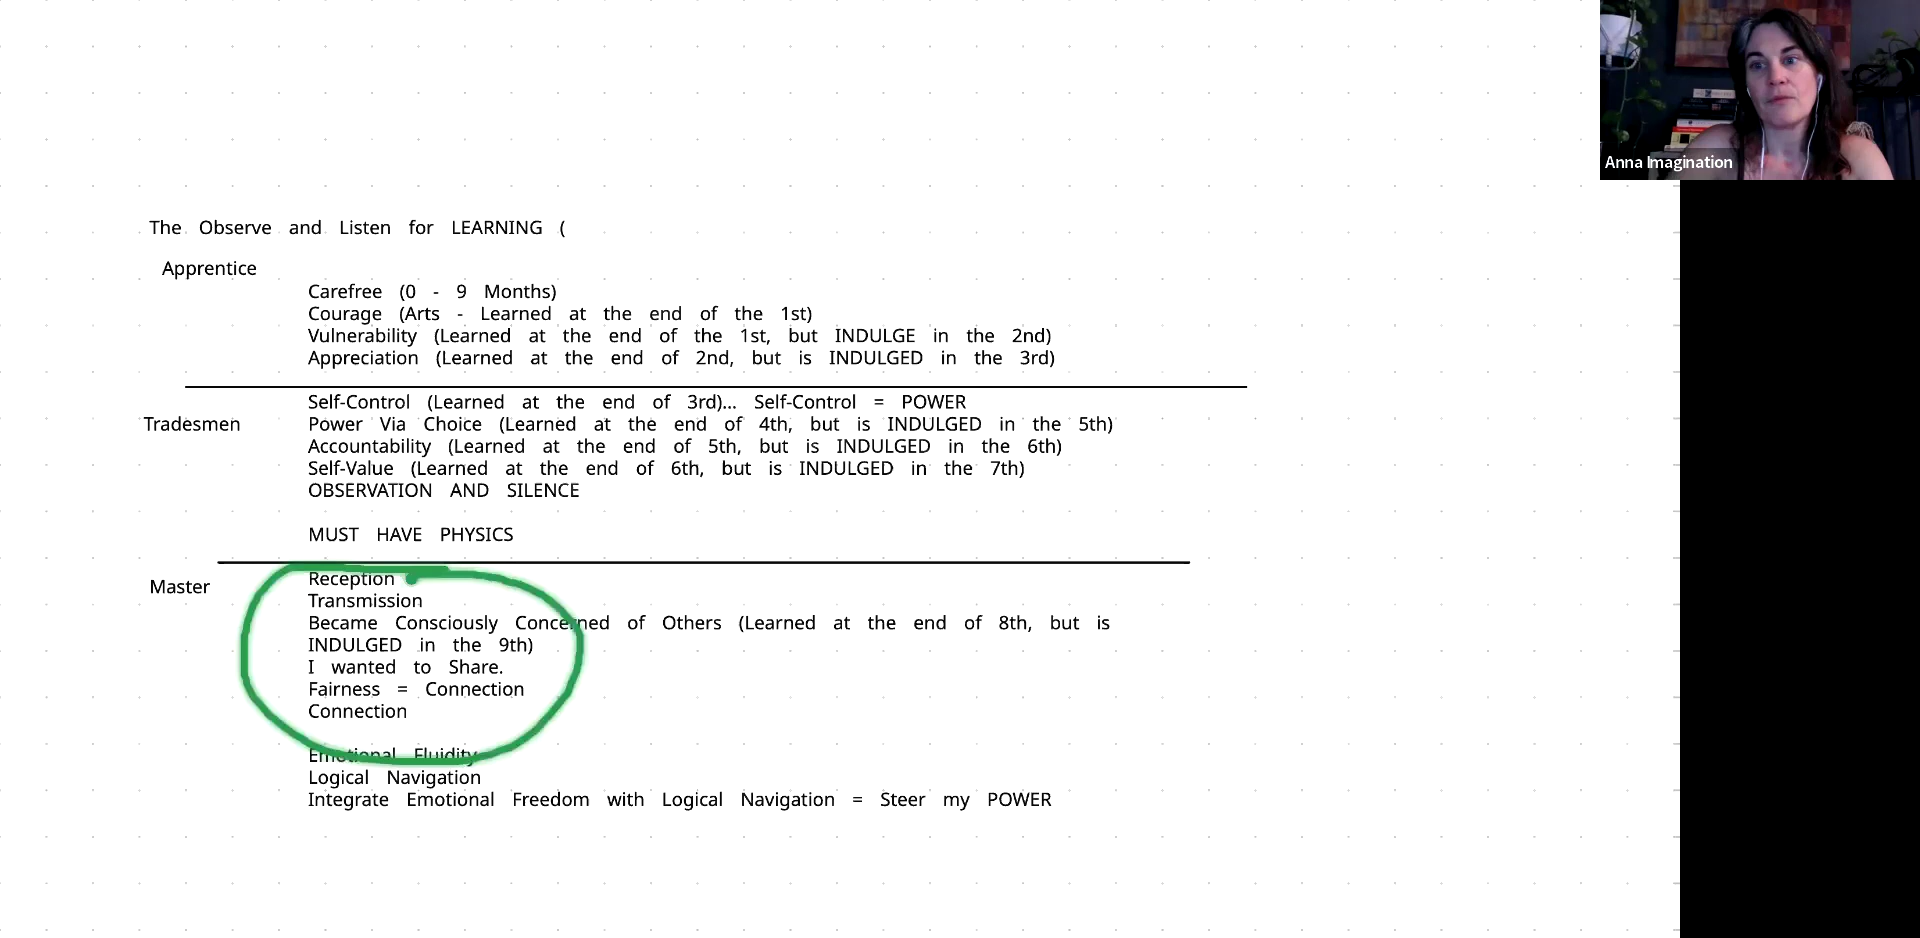 Anna Imagination
The Observe and Listen for LEARNING (
Apprentice
Carefree (0 - 9 Months)
Courage (Arts - Learned at the end of the 1st)
Vulnerability (Learned at the end of the 1st, but INDULGE in the 2nd)
Appreciation (Learned at the end of 2nd, but is INDULGED in the 3rd)
Self-Control (Learned at the end of 3rd)... Self-Control = POWER
Tradesmen Power Via Choice (Learned at the end of 4th, but is INDULGED in the 5th)
Accountability (Learned at the end of 5th, but is INDULGED in the 6th)
Self-Value (Learned at the end of 6th, but is INDULGED in the 7th)
OBSERVATION AND SILENCE
MUST HAVE PHYSICS
Master Reception
Transmission
Became Consciously Concerned of Others (Learned at the end of 8th, but is
INDULGED in the 9th)
I wanted to Share.
Fairness = Connection
Connection
Emotional Fluidity
Logical Navigation
Integrate Emotional Freedom with Logical Navigation = Steer my POWER